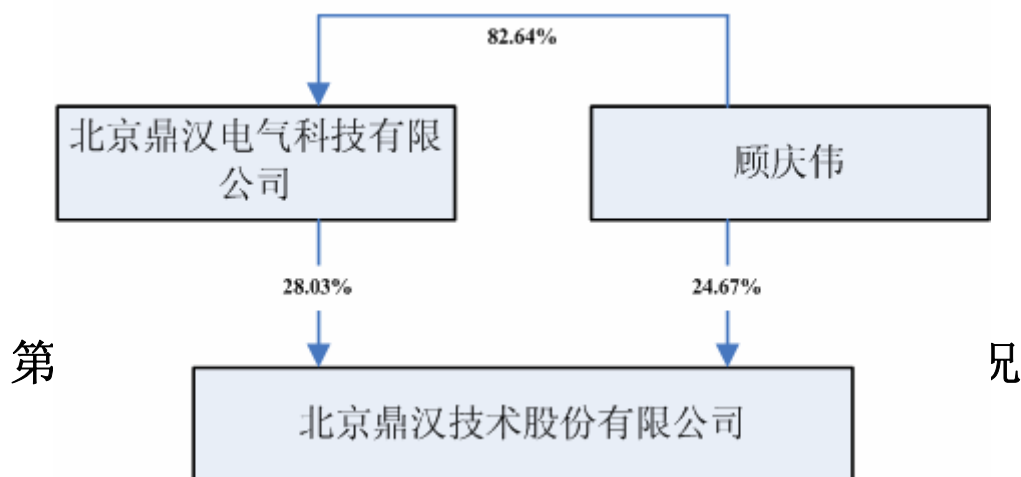 82.64%
北京鼎汉电气科技有限
公司
顾庆伟
28.03%
24.67%
第
北京鼎汉技术股份有限公司